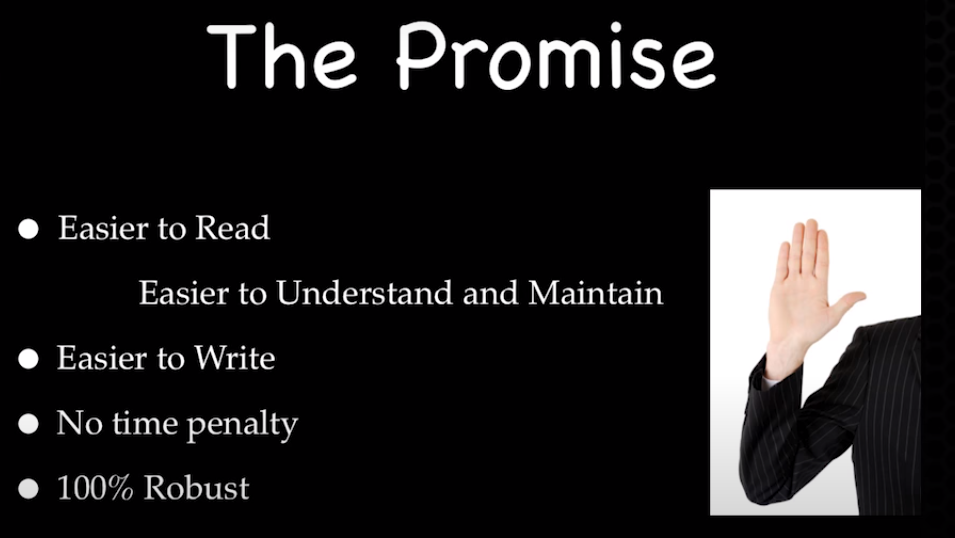 The Promise
Easier to Read
Easier to Understand and Maintain
Easier to Write
No time penalty
100% Robust